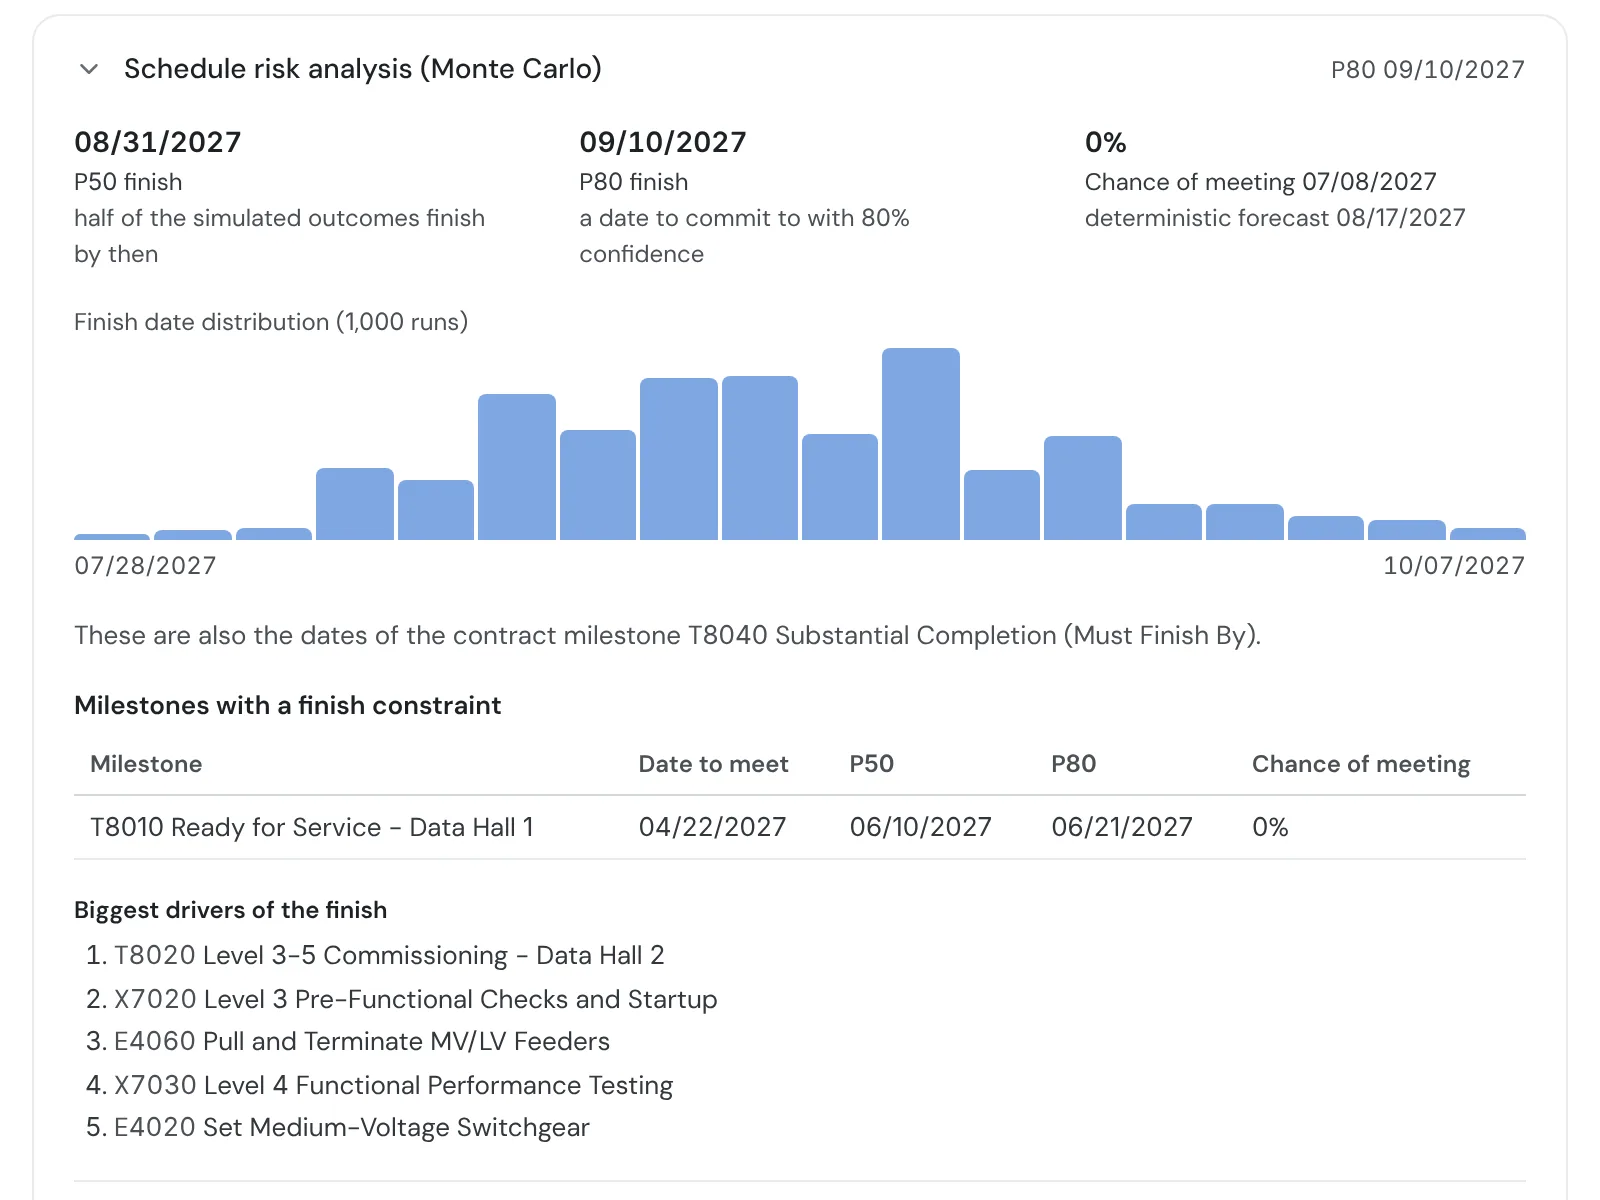 Schedule risk analysis (Monte Carlo)
P80 09/10/2027
08/31/2027
P50 finish
half of the simulated outcomes finish
by then
09/10/2027
P80 finish
a date to commit to with 80%
confidence
0%
Chance of meeting 07/08/2027
deterministic forecast 08/17/2027
Finish date distribution (1,000 runs)
07/28/2027
10/07/2027
These are also the dates of the contract milestone T8040 Substantial Completion (Must Finish By).
Milestones with a finish constraint
Milestone Date to meet P50 P80 Chance of meeting
T8010 Ready for Service - Data Hall 1 04/22/2027 06/10/2027 06/21/2027 0%
Biggest drivers of the finish
1. T8020 Level 3-5 Commissioning - Data Hall 2
2. X7020 Level 3 Pre-Functional Checks and Startup
3. E4060 Pull and Terminate MV/LV Feeders
4. X7030 Level 4 Functional Performance Testing
5. E4020 Set Medium-Voltage Switchgear